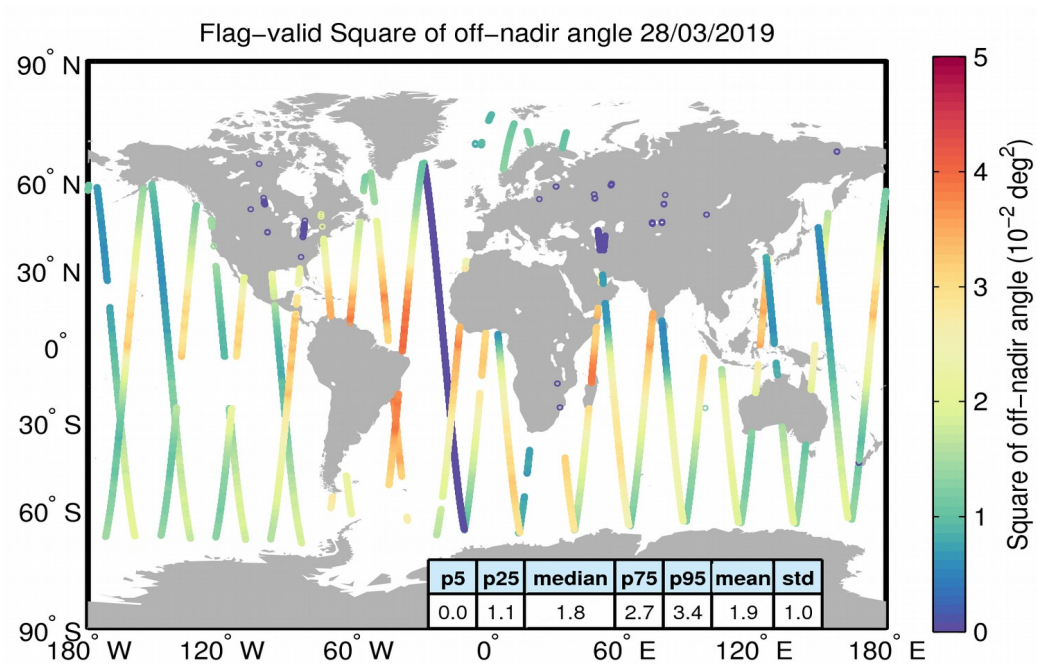 Flag−valid Square of off−nadir angle 28/03/2019
90° N
60° N
30° N
0°
30° S
60° S
90° S
180° W 120° W 60° W 0° 60° E 120° E 180° E
p5 p25 median p75 p95 mean std
0.0 1.1 1.8 2.7 3.4 1.9 1.0
5
4
3
2
1
0
Square of off−nadir angle (10⁻² deg²)